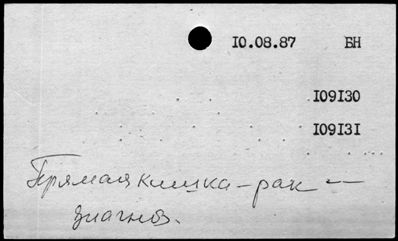 10.08.87 БН
109130
109131
Прямая кишка – рак –
диагноз.